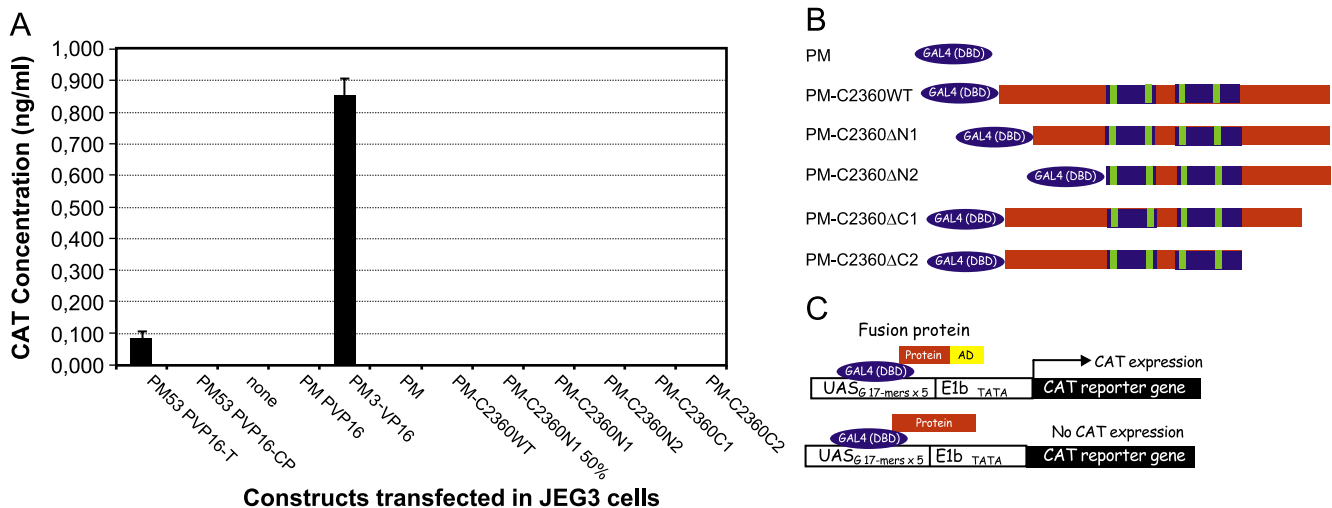 A
CAT Concentration (ng/ml)
1,000
0,900
0,800
0,700
0,600
0,500
0,400
0,300
0,200
0,100
0,000
PM53 PVP16-T
PM53 PVP16-CP
none
PM PVP16
PM3-VP16
PM
PM-C2360WT
PM-C2360N1 50%
PM-C2360N1
PM-C2360N2
PM-C2360C1
PM-C2360C2
Constructs transfected in JEG3 cells
B
PM
GAL4 (DBD)
PM-C2360WT
GAL4 (DBD)
PM-C2360ΔN1
GAL4 (DBD)
PM-C2360ΔN2
GAL4 (DBD)
PM-C2360ΔC1
GAL4 (DBD)
PM-C2360ΔC2
GAL4 (DBD)
C
Fusion protein
Protein AD
GAL4 (DBD)
CAT expression
UAS G 17-mers x 5 E1b TATA CAT reporter gene
Protein
GAL4 (DBD)
No CAT expression
UAS G 17-mers x 5 E1b TATA CAT reporter gene